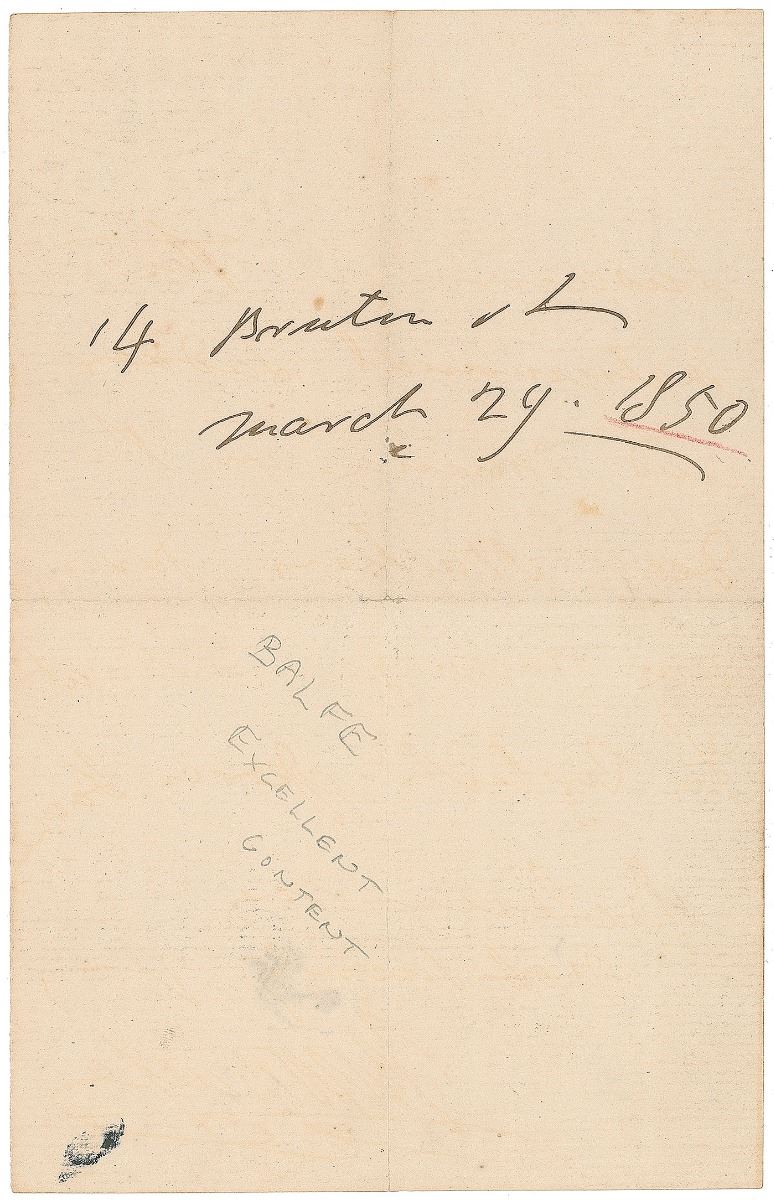 14 Bruton st
march 29. 1850
BALFE
EXCELLENT
CONTENT